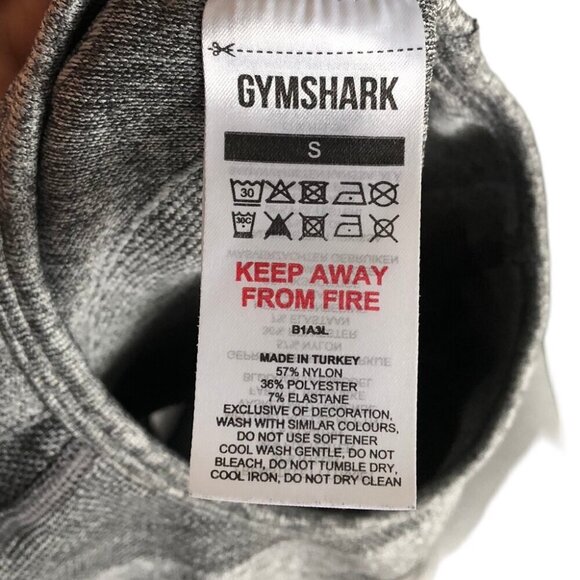 GYMSHARK
S
30
30C
KEEP AWAY
FROM FIRE
B1A3L
MADE IN TURKEY
57% NYLON
36% POLYESTER
7% ELASTANE
EXCLUSIVE OF DECORATION,
WASH WITH SIMILAR COLOURS,
DO NOT USE SOFTENER
COOL WASH GENTLE, DO NOT
BLEACH, DO NOT TUMBLE DRY,
COOL IRON, DO NOT DRY CLEAN